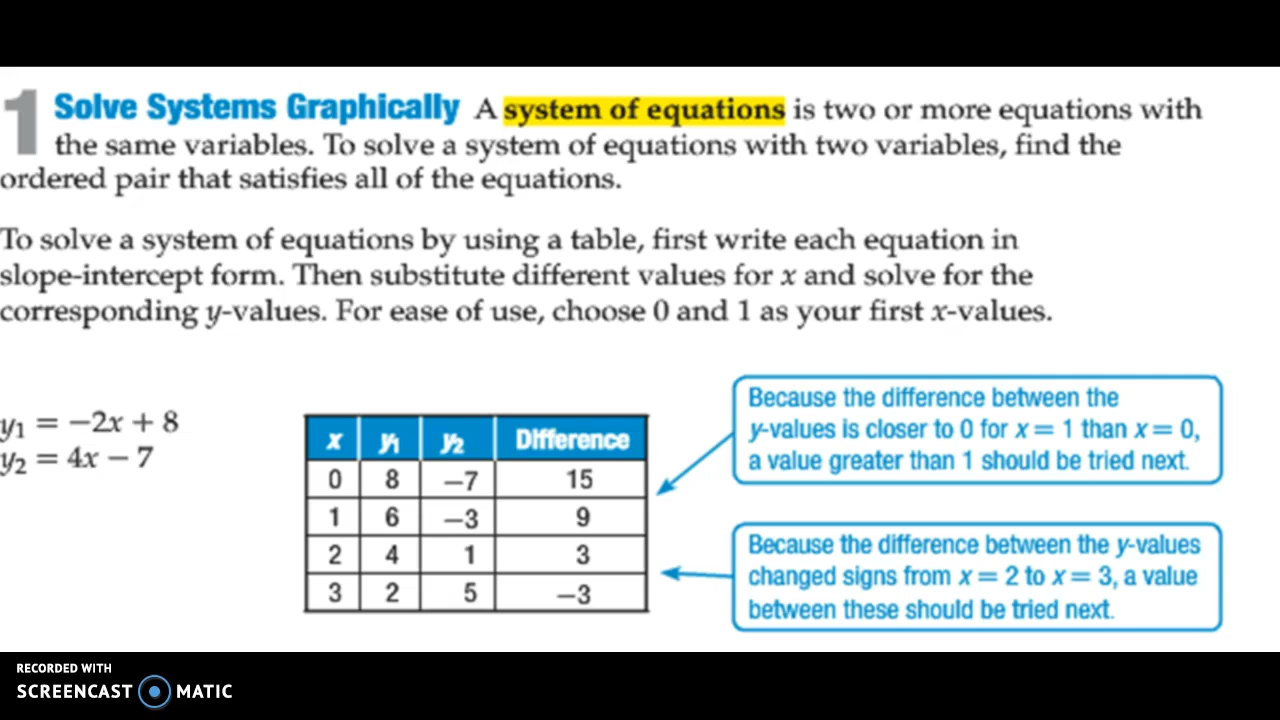 1 Solve Systems Graphically A system of equations is two or more equations with
the same variables. To solve a system of equations with two variables, find the
ordered pair that satisfies all of the equations.
To solve a system of equations by using a table, first write each equation in
slope-intercept form. Then substitute different values for x and solve for the
corresponding y-values. For ease of use, choose 0 and 1 as your first x-values.
y₁ = −2x + 8
y₂ = 4x − 7
x y₁ y₂ Difference
0 8 −7 15
1 6 −3 9
2 4 1 3
3 2 5 −3
Because the difference between the
y-values is closer to 0 for x = 1 than x = 0,
a value greater than 1 should be tried next.
Because the difference between the y-values
changed signs from x = 2 to x = 3, a value
between these should be tried next.
RECORDED WITH
SCREENCAST MATIC